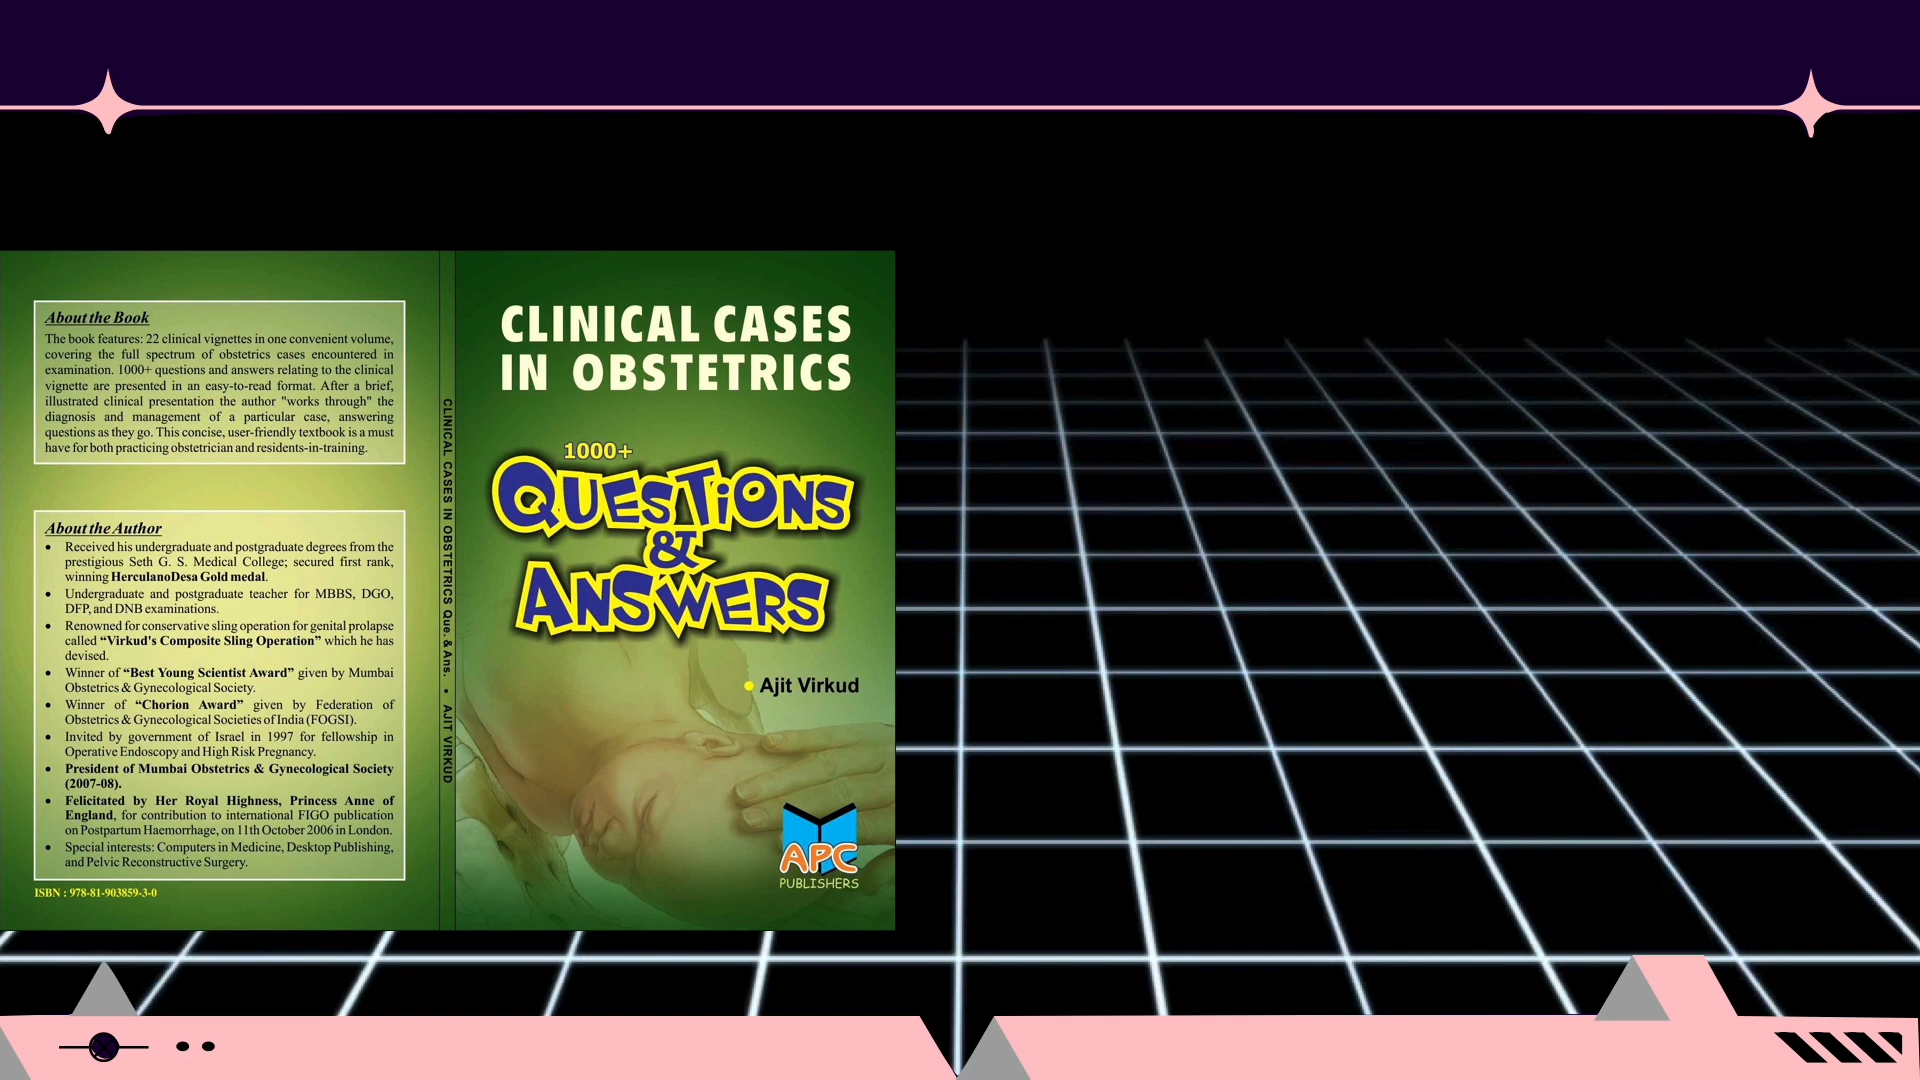 About the Book
The book features: 22 clinical vignettes in one convenient volume,
covering the full spectrum of obstetrics cases encountered in
examination. 1000+ questions and answers relating to the clinical
vignette are presented in an easy-to-read format. After a brief,
illustrated clinical presentation the author "works through" the
diagnosis and management of a particular case, answering
questions as they go. This concise, user-friendly textbook is a must
have for both practicing obstetrician and residents-in-training.
About the Author
• Received his undergraduate and postgraduate degrees from the
prestigious Seth G. S. Medical College; secured first rank,
winning HerculanoDesa Gold medal.
• Undergraduate and postgraduate teacher for MBBS, DGO,
DFP, and DNB examinations.
• Renowned for conservative sling operation for genital prolapse
called “Virkud's Composite Sling Operation” which he has
devised.
• Winner of “Best Young Scientist Award” given by Mumbai
Obstetrics & Gynecological Society.
• Winner of “Chorion Award” given by Federation of
Obstetrics & Gynecological Societies of India (FOGSI).
• Invited by government of Israel in 1997 for fellowship in
Operative Endoscopy and High Risk Pregnancy.
• President of Mumbai Obstetrics & Gynecological Society
(2007-08).
• Felicitated by Her Royal Highness, Princess Anne of
England, for contribution to international FIGO publication
on Postpartum Haemorrhage, on 11th October 2006 in London.
• Special interests: Computers in Medicine, Desktop Publishing,
and Pelvic Reconstructive Surgery.
ISBN : 978-81-903859-3-0
CLINICAL CASES IN OBSTETRICS Que. & Ans. • AJIT VIRKUD
CLINICAL CASES
IN OBSTETRICS
1000+
QUESTiONS
&
ANSWERS
• Ajit Virkud
APC
PUBLISHERS